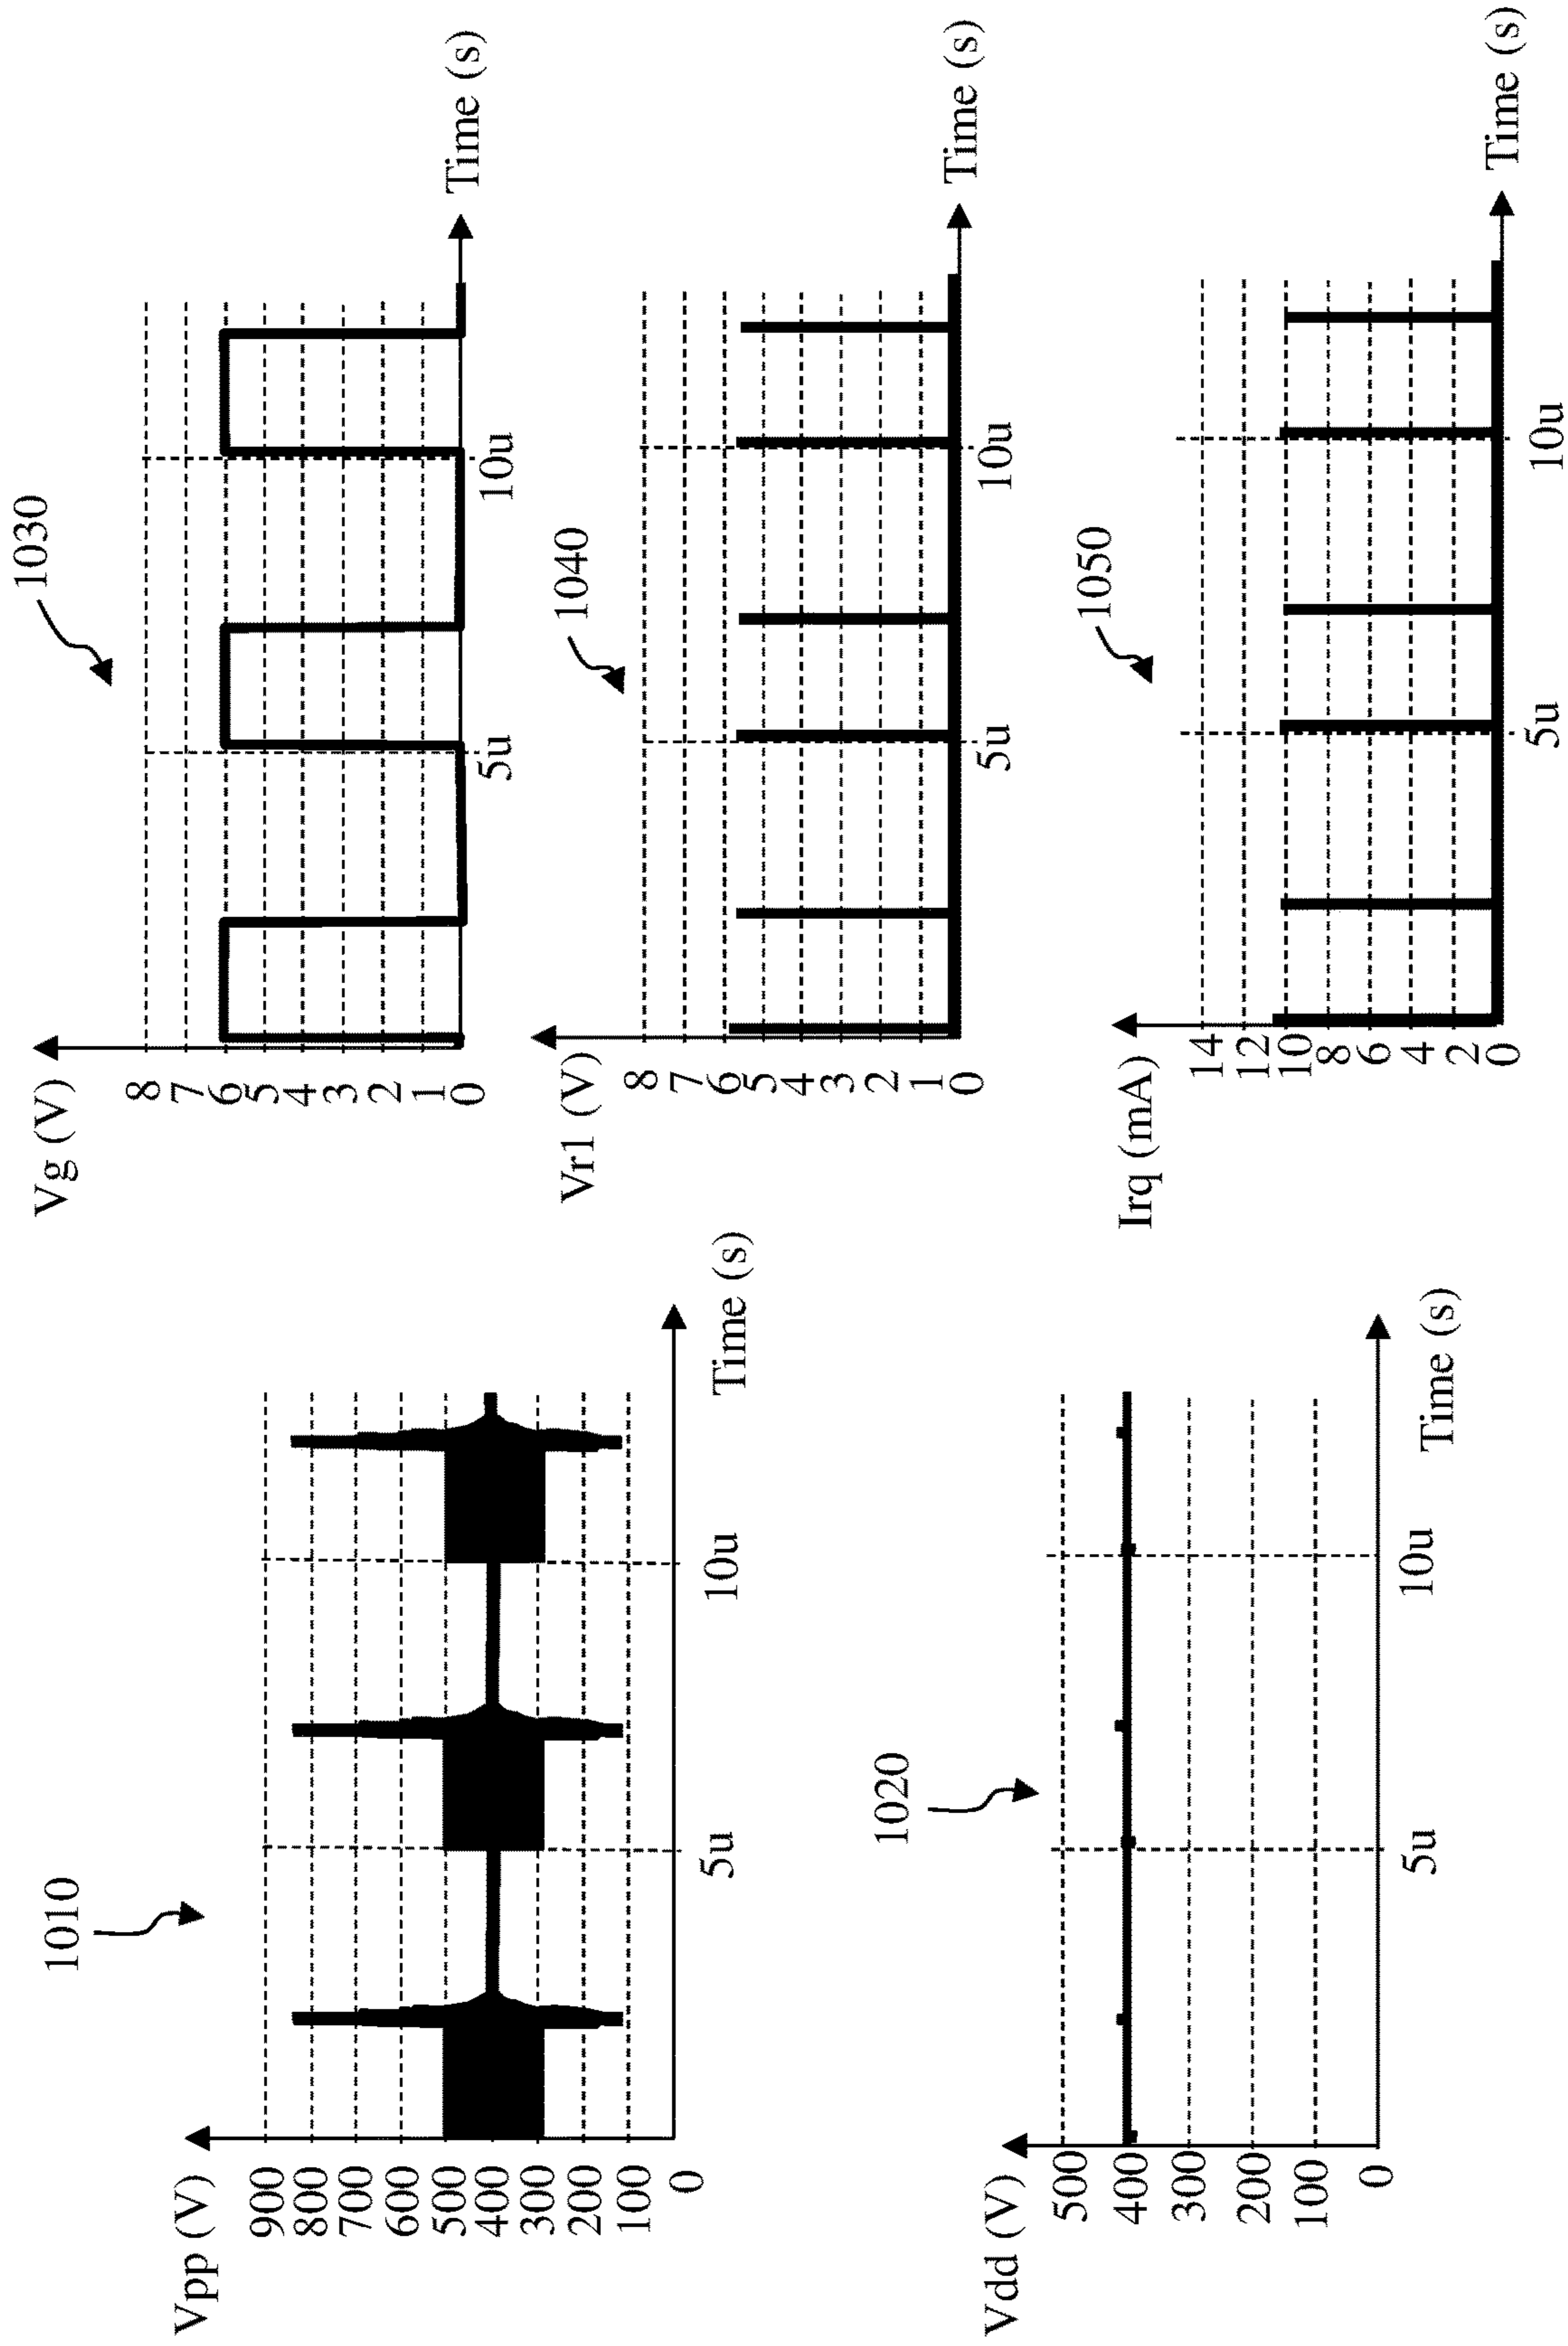 1010
Vpp (V)
900
800
700
600
500
400
300
200
100
0
5u
10u
Time (s)
1020
Vdd (V)
500
400
300
200
100
0
5u
10u
Time (s)
1030
Vg (V)
8
7
6
5
4
3
2
1
0
5u
10u
Time (s)
1040
Vr1 (V)
8
7
6
5
4
3
2
1
0
5u
10u
Time (s)
1050
Irq (mA)
14
12
10
8
6
4
2
0
5u
10u
Time (s)